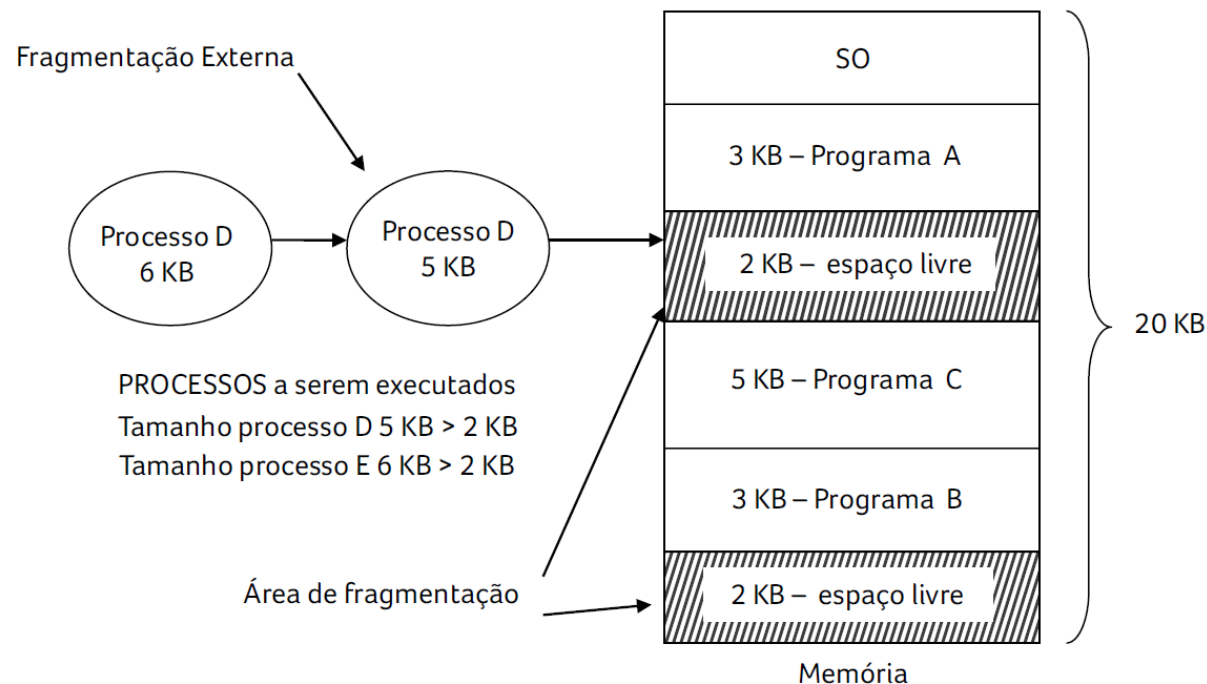 Fragmentação Externa
Processo D
6 KB
Processo D
5 KB
PROCESSOS a serem executados
Tamanho processo D 5 KB > 2 KB
Tamanho processo E 6 KB > 2 KB
Área de fragmentação
SO
3 KB – Programa A
2 KB – espaço livre
5 KB – Programa C
3 KB – Programa B
2 KB – espaço livre
Memória
20 KB